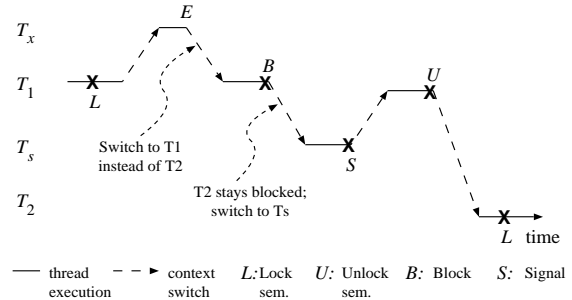 E
T_x
B
U
T_1
L
Switch to T1
instead of T2
T_s
S
T2 stays blocked;
switch to Ts
T_2
L time
thread execution
context switch
L: Lock sem.
U: Unlock sem.
B: Block
S: Signal